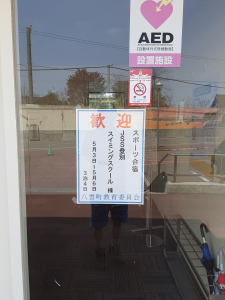 AED
設置施設
歓迎
スポーツ合宿
JSS登別
スイミングスクール 様
5月3日~5月6日
3泊4日
八雲町教育委員会